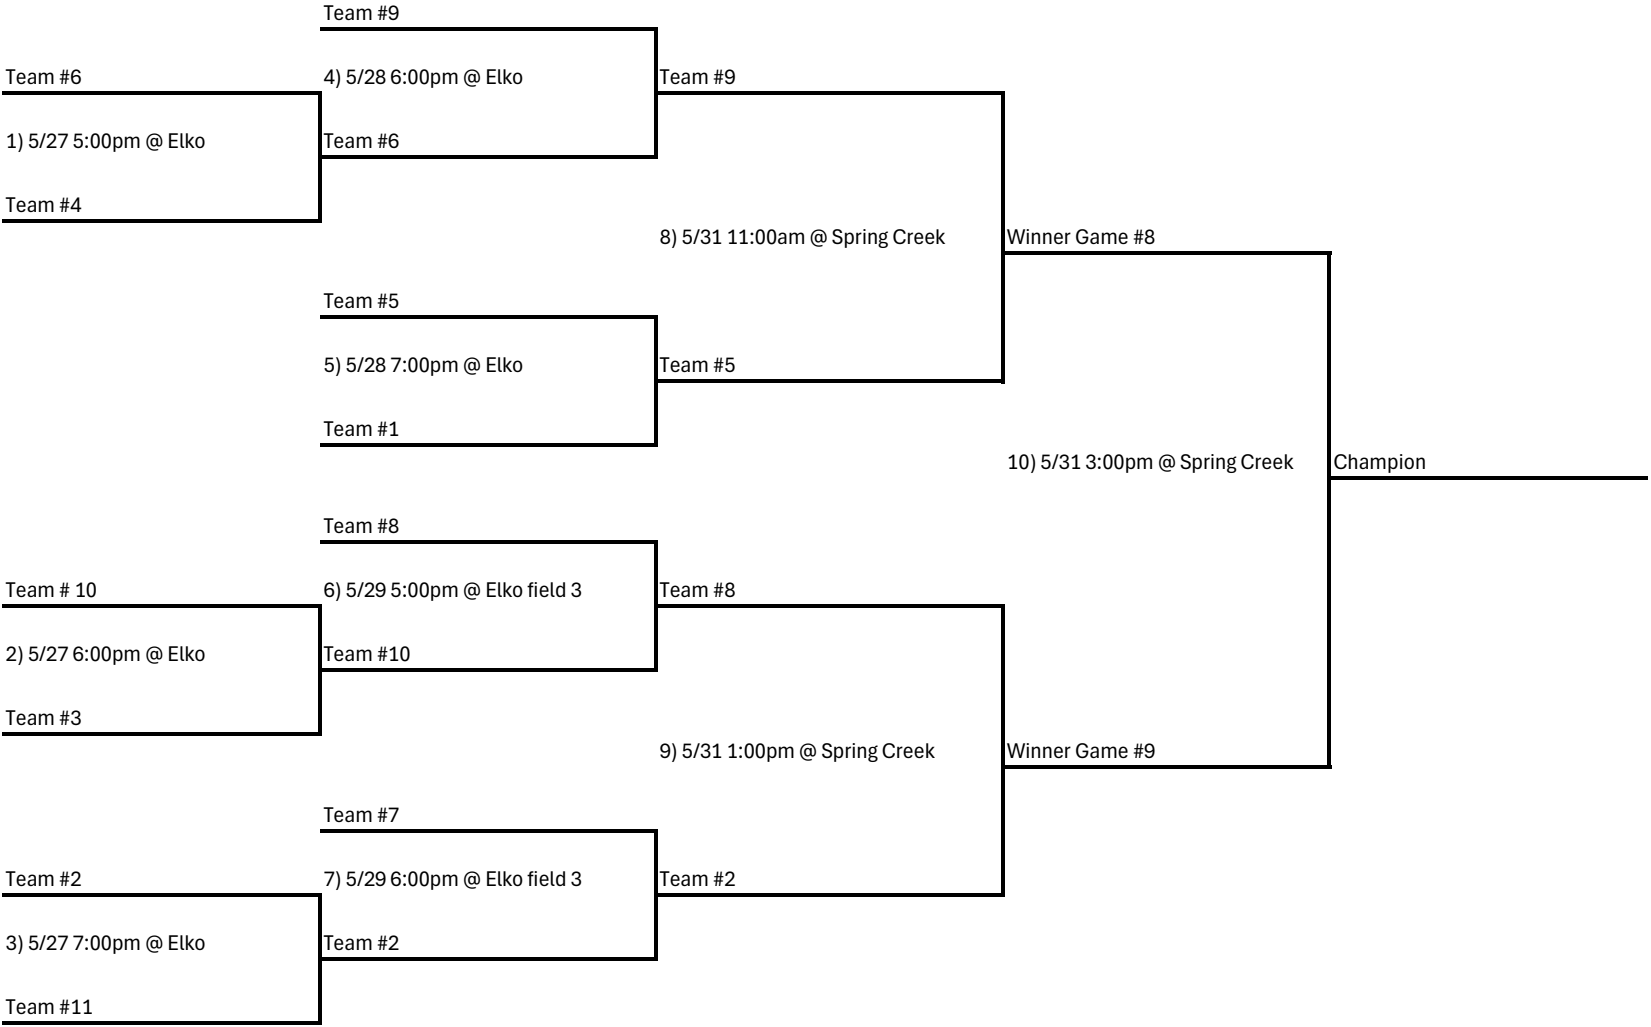 Team #9
Team #6
4) 5/28 6:00pm @ Elko
Team #9
1) 5/27 5:00pm @ Elko
Team #6
Team #4
8) 5/31 11:00am @ Spring Creek
Winner Game #8
Team #5
5) 5/28 7:00pm @ Elko
Team #5
Team #1
10) 5/31 3:00pm @ Spring Creek
Champion
Team #8
Team # 10
6) 5/29 5:00pm @ Elko field 3
Team #8
2) 5/27 6:00pm @ Elko
Team #10
Team #3
9) 5/31 1:00pm @ Spring Creek
Winner Game #9
Team #7
Team #2
7) 5/29 6:00pm @ Elko field 3
Team #2
3) 5/27 7:00pm @ Elko
Team #2
Team #11